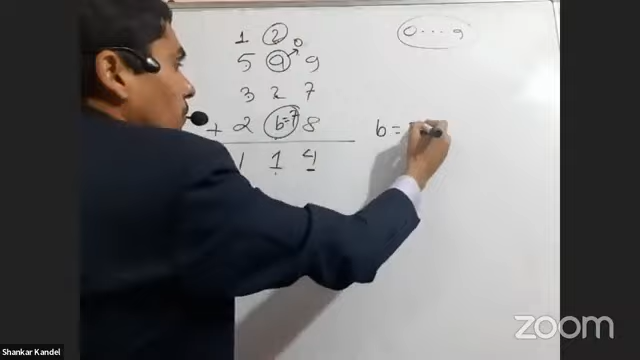 1 2
0 .... 9
0
5 a 9
3 2 7
+ 2 b=7 8
1 1 4
b =
Shankar Kandel
zoom